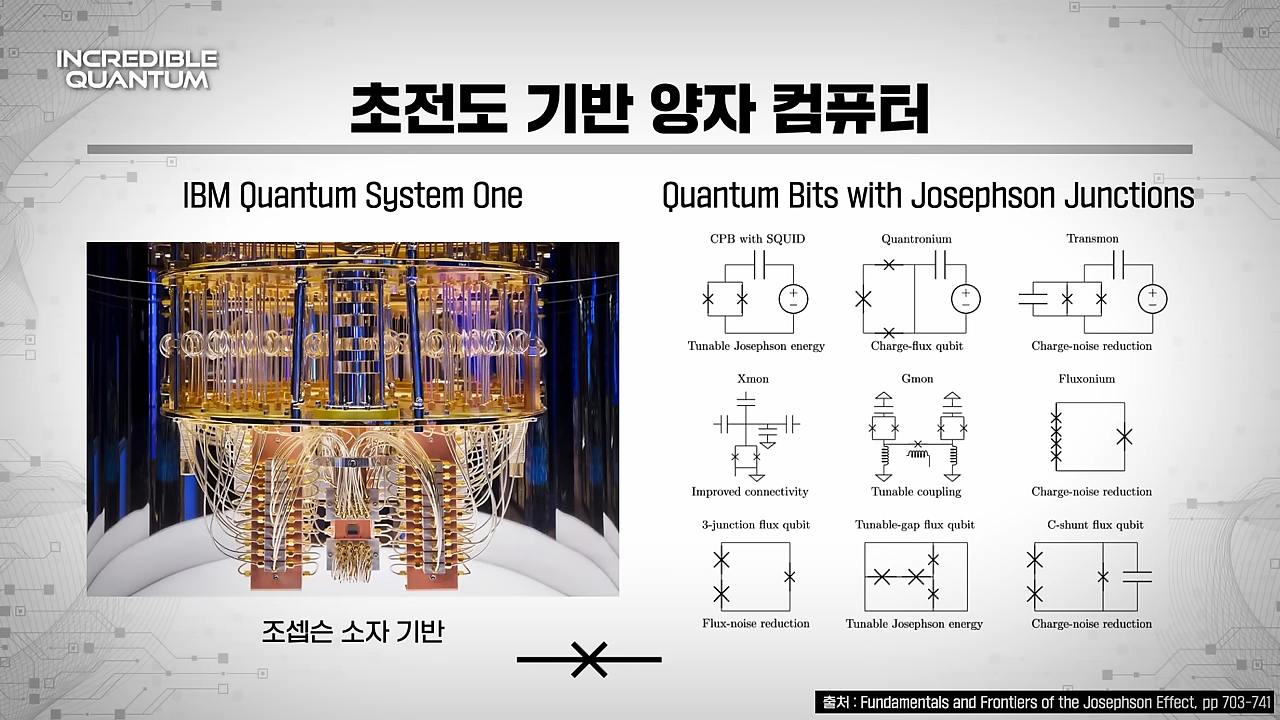 INCREDIBLE
QUANTUM
초전도 기반 양자 컴퓨터
IBM Quantum System One
조셉슨 소자 기반
Quantum Bits with Josephson Junctions
CPB with SQUID
Tunable Josephson energy
Quantronium
Charge-flux qubit
Transmon
Charge-noise reduction
Xmon
Improved connectivity
Gmon
Tunable coupling
Fluxonium
Charge-noise reduction
3-junction flux qubit
Flux-noise reduction
Tunable-gap flux qubit
Tunable Josephson energy
C-shunt flux qubit
Charge-noise reduction
출처 : Fundamentals and Frontiers of the Josephson Effect, pp 703-741